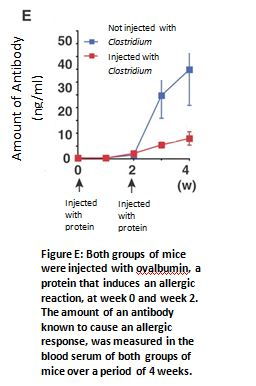 E
Not injected with
Clostridium
Injected with
Clostridium
Amount of Antibody
(ng/ml)
50
40
30
20
10
0
0 2 4
(w)
Injected with protein
Injected with protein
Figure E: Both groups of mice
were injected with ovalbumin, a
protein that induces an allergic
reaction, at week 0 and week 2.
The amount of an antibody
known to cause an allergic
response, was measured in the
blood serum of both groups of
mice over a period of 4 weeks.